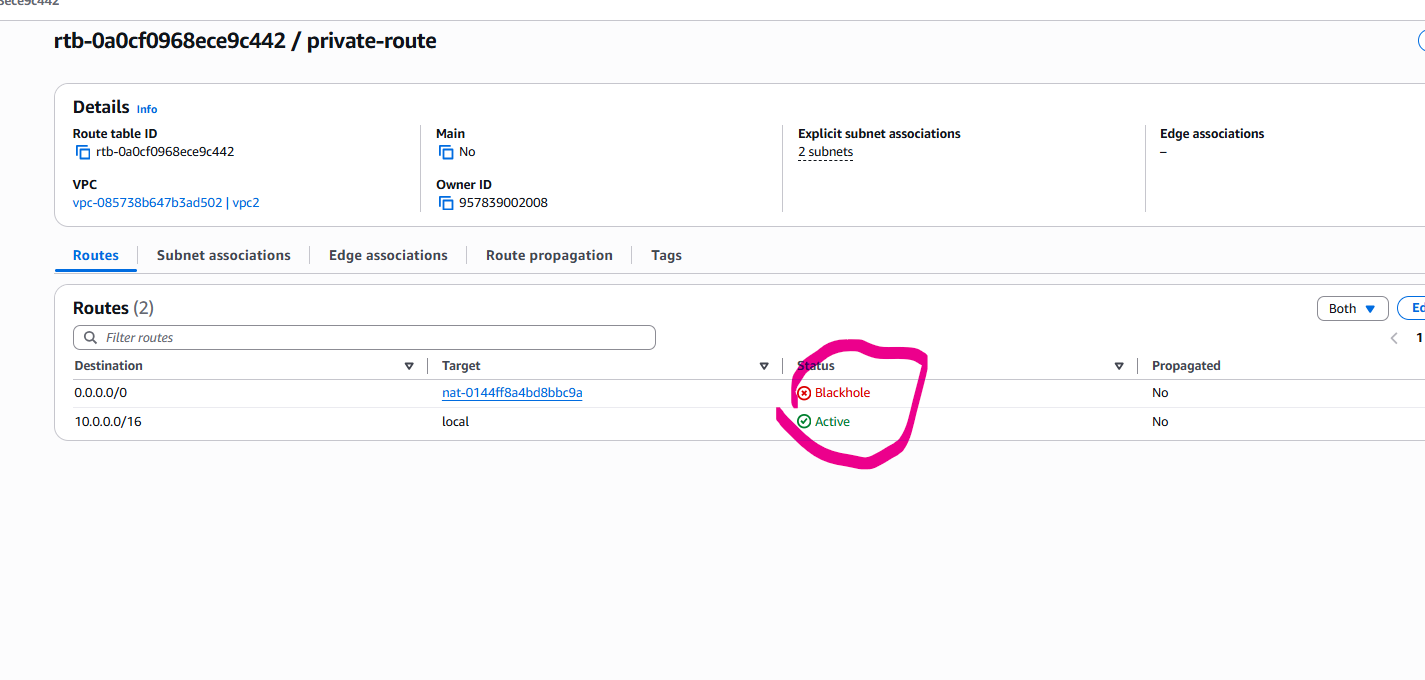 rtb-0a0cf0968ece9c442 / private-route
Details Info
Route table ID
rtb-0a0cf0968ece9c442
Main
No
Explicit subnet associations
2 subnets
Edge associations
–
VPC
vpc-085738b647b3ad502 | vpc2
Owner ID
957839002008
Routes
Subnet associations
Edge associations
Route propagation
Tags
Routes (2)
Both
Ed
Filter routes
1
Destination
Target
Status
Propagated
0.0.0.0/0
nat-0144ff8a4bd8bbc9a
Blackhole
No
10.0.0.0/16
local
Active
No